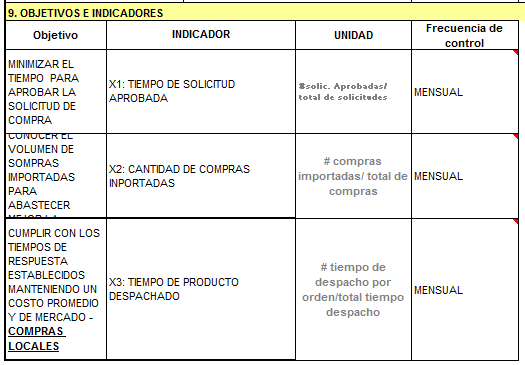 9. OBJETIVOS E INDICADORES
Objetivo
INDICADOR
UNIDAD
Frecuencia de
control
MINIMIZAR EL
TIEMPO PARA
APROBAR LA
SOLICITUD DE
COMPRA
X1: TIEMPO DE SOLICITUD
APROBADA
#solic. Aprobadas/
total de solicitudes
MENSUAL
CONOCER EL
VOLUMEN DE
SOMPRAS
IMPORTADAS
PARA
ABASTECER
MEJOR LA
X2: CANTIDAD DE COMPRAS
INPORTADAS
# compras
importadas/ total de
compras
MENSUAL
CUMPLIR CON LOS
TIEMPOS DE
RESPUESTA
ESTABLECIDOS
MANTENIENDO UN
COSTO PROMEDIO
Y DE MERCADO -
COMPRAS
LOCALES
X3: TIEMPO DE PRODUCTO
DESPACHADO
# tiempo de
despacho por
orden/total tiempo
despacho
MENSUAL